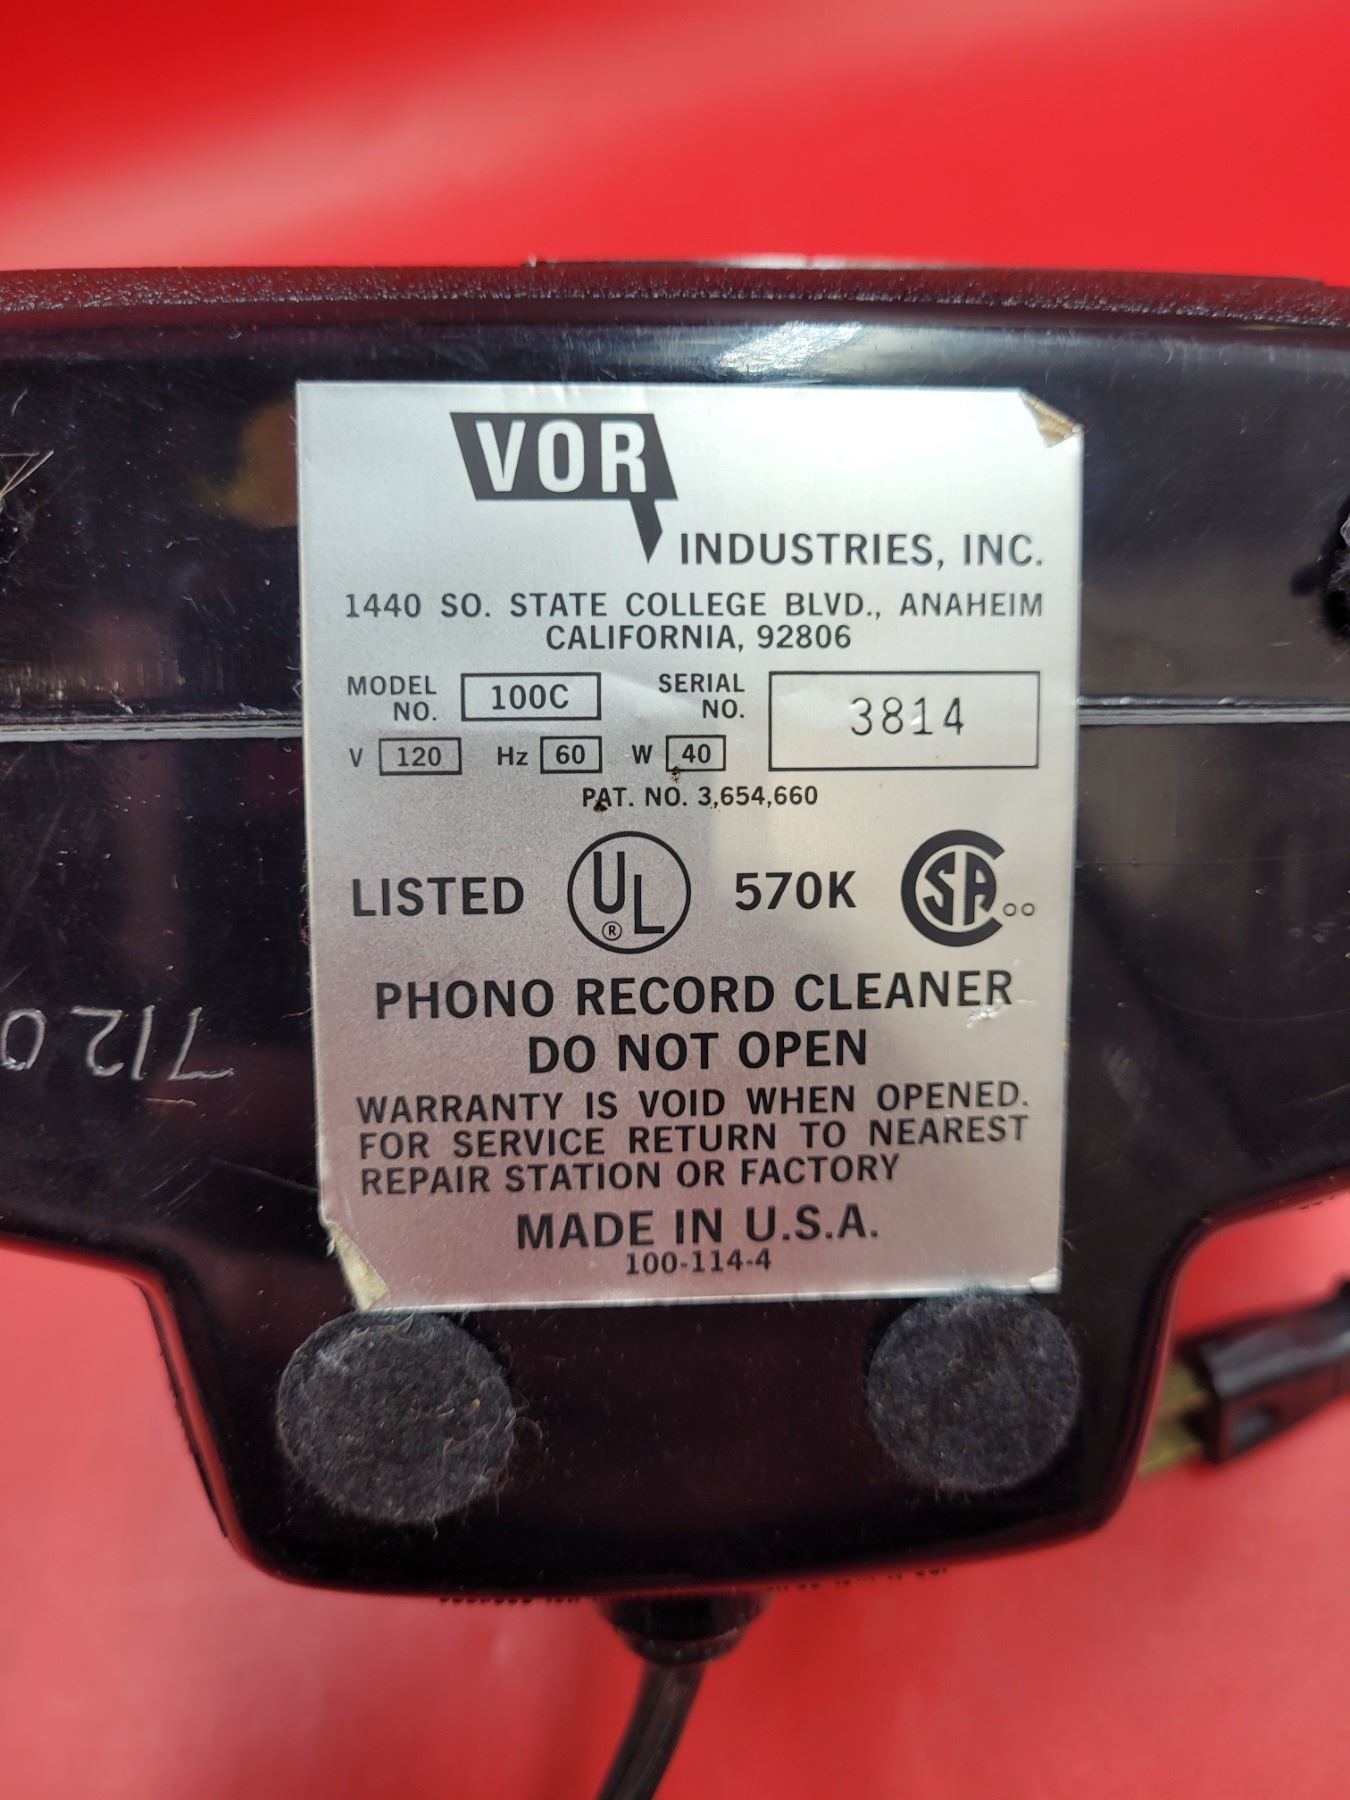 VOR
INDUSTRIES, INC.
1440 SO. STATE COLLEGE BLVD., ANAHEIM
CALIFORNIA, 92806
MODEL NO. 100C SERIAL NO. 3814
V 120 Hz 60 W 40
PAT. NO. 3,654,660
LISTED UL ® 570K CSA
PHONO RECORD CLEANER
DO NOT OPEN
WARRANTY IS VOID WHEN OPENED.
FOR SERVICE RETURN TO NEAREST
REPAIR STATION OR FACTORY
MADE IN U.S.A.
100-114-4
7120